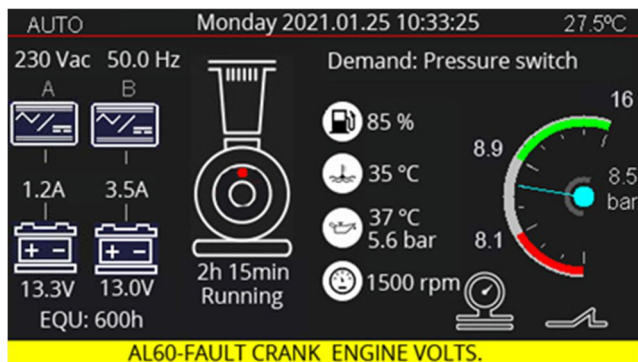 AUTO Monday 2021.01.25 10:33:25 27.5ºC
230 Vac 50.0 Hz Demand: Pressure switch
A B
16
85 %
8.9
35 ºC
8.5
bar
1.2A 3.5A
37 ºC
5.6 bar
8.1
+ - + -
2h 15min
Running
1500 rpm
13.3V 13.0V
EQU: 600h
AL60-FAULT CRANK ENGINE VOLTS.